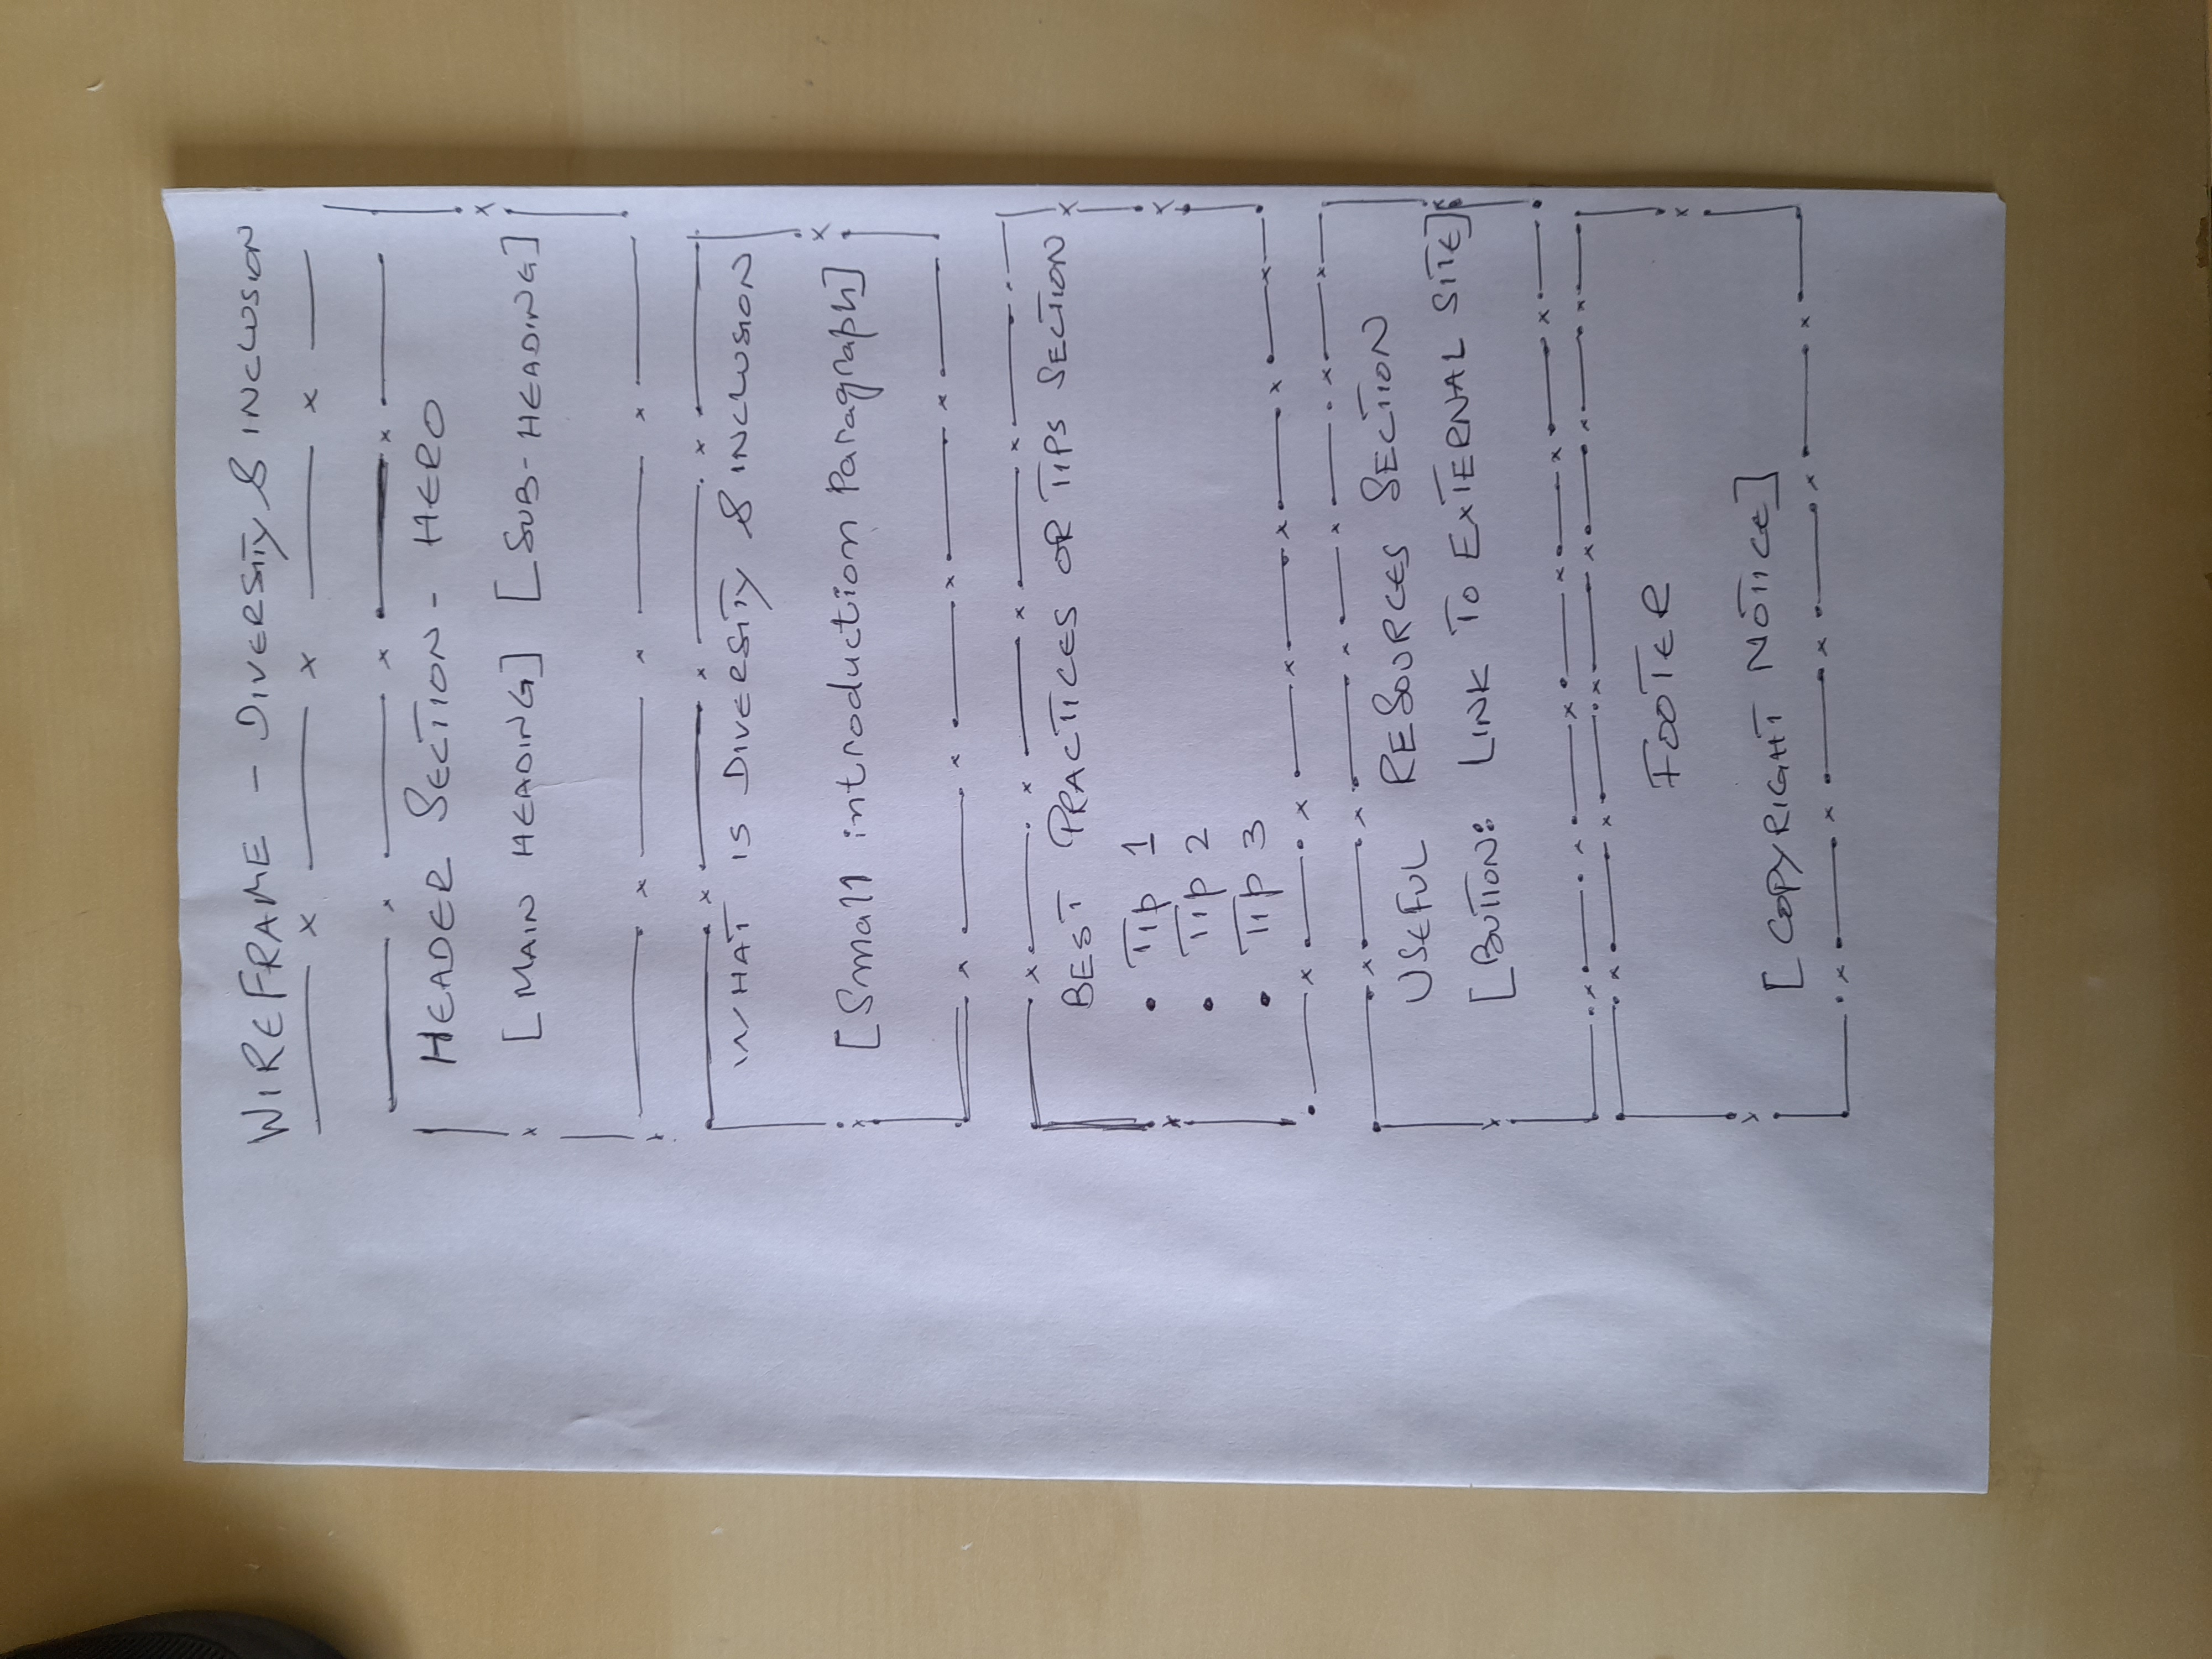 WIREFRAME - DIVERSITY & INCLUSION
HEADER SECTION - HERO
[MAIN HEADING] [SUB-HEADING]
WHAT IS DIVERSITY & INCLUSION
[Small introduction Paragraph]
BEST PRACTICES OR TIPS SECTION
• Tip 1
• Tip 2
• Tip 3
USEFUL RESOURCES SECTION
[BUTTON: LINK TO EXTERNAL SITE]
FOOTER
[COPYRIGHT NOTICE]